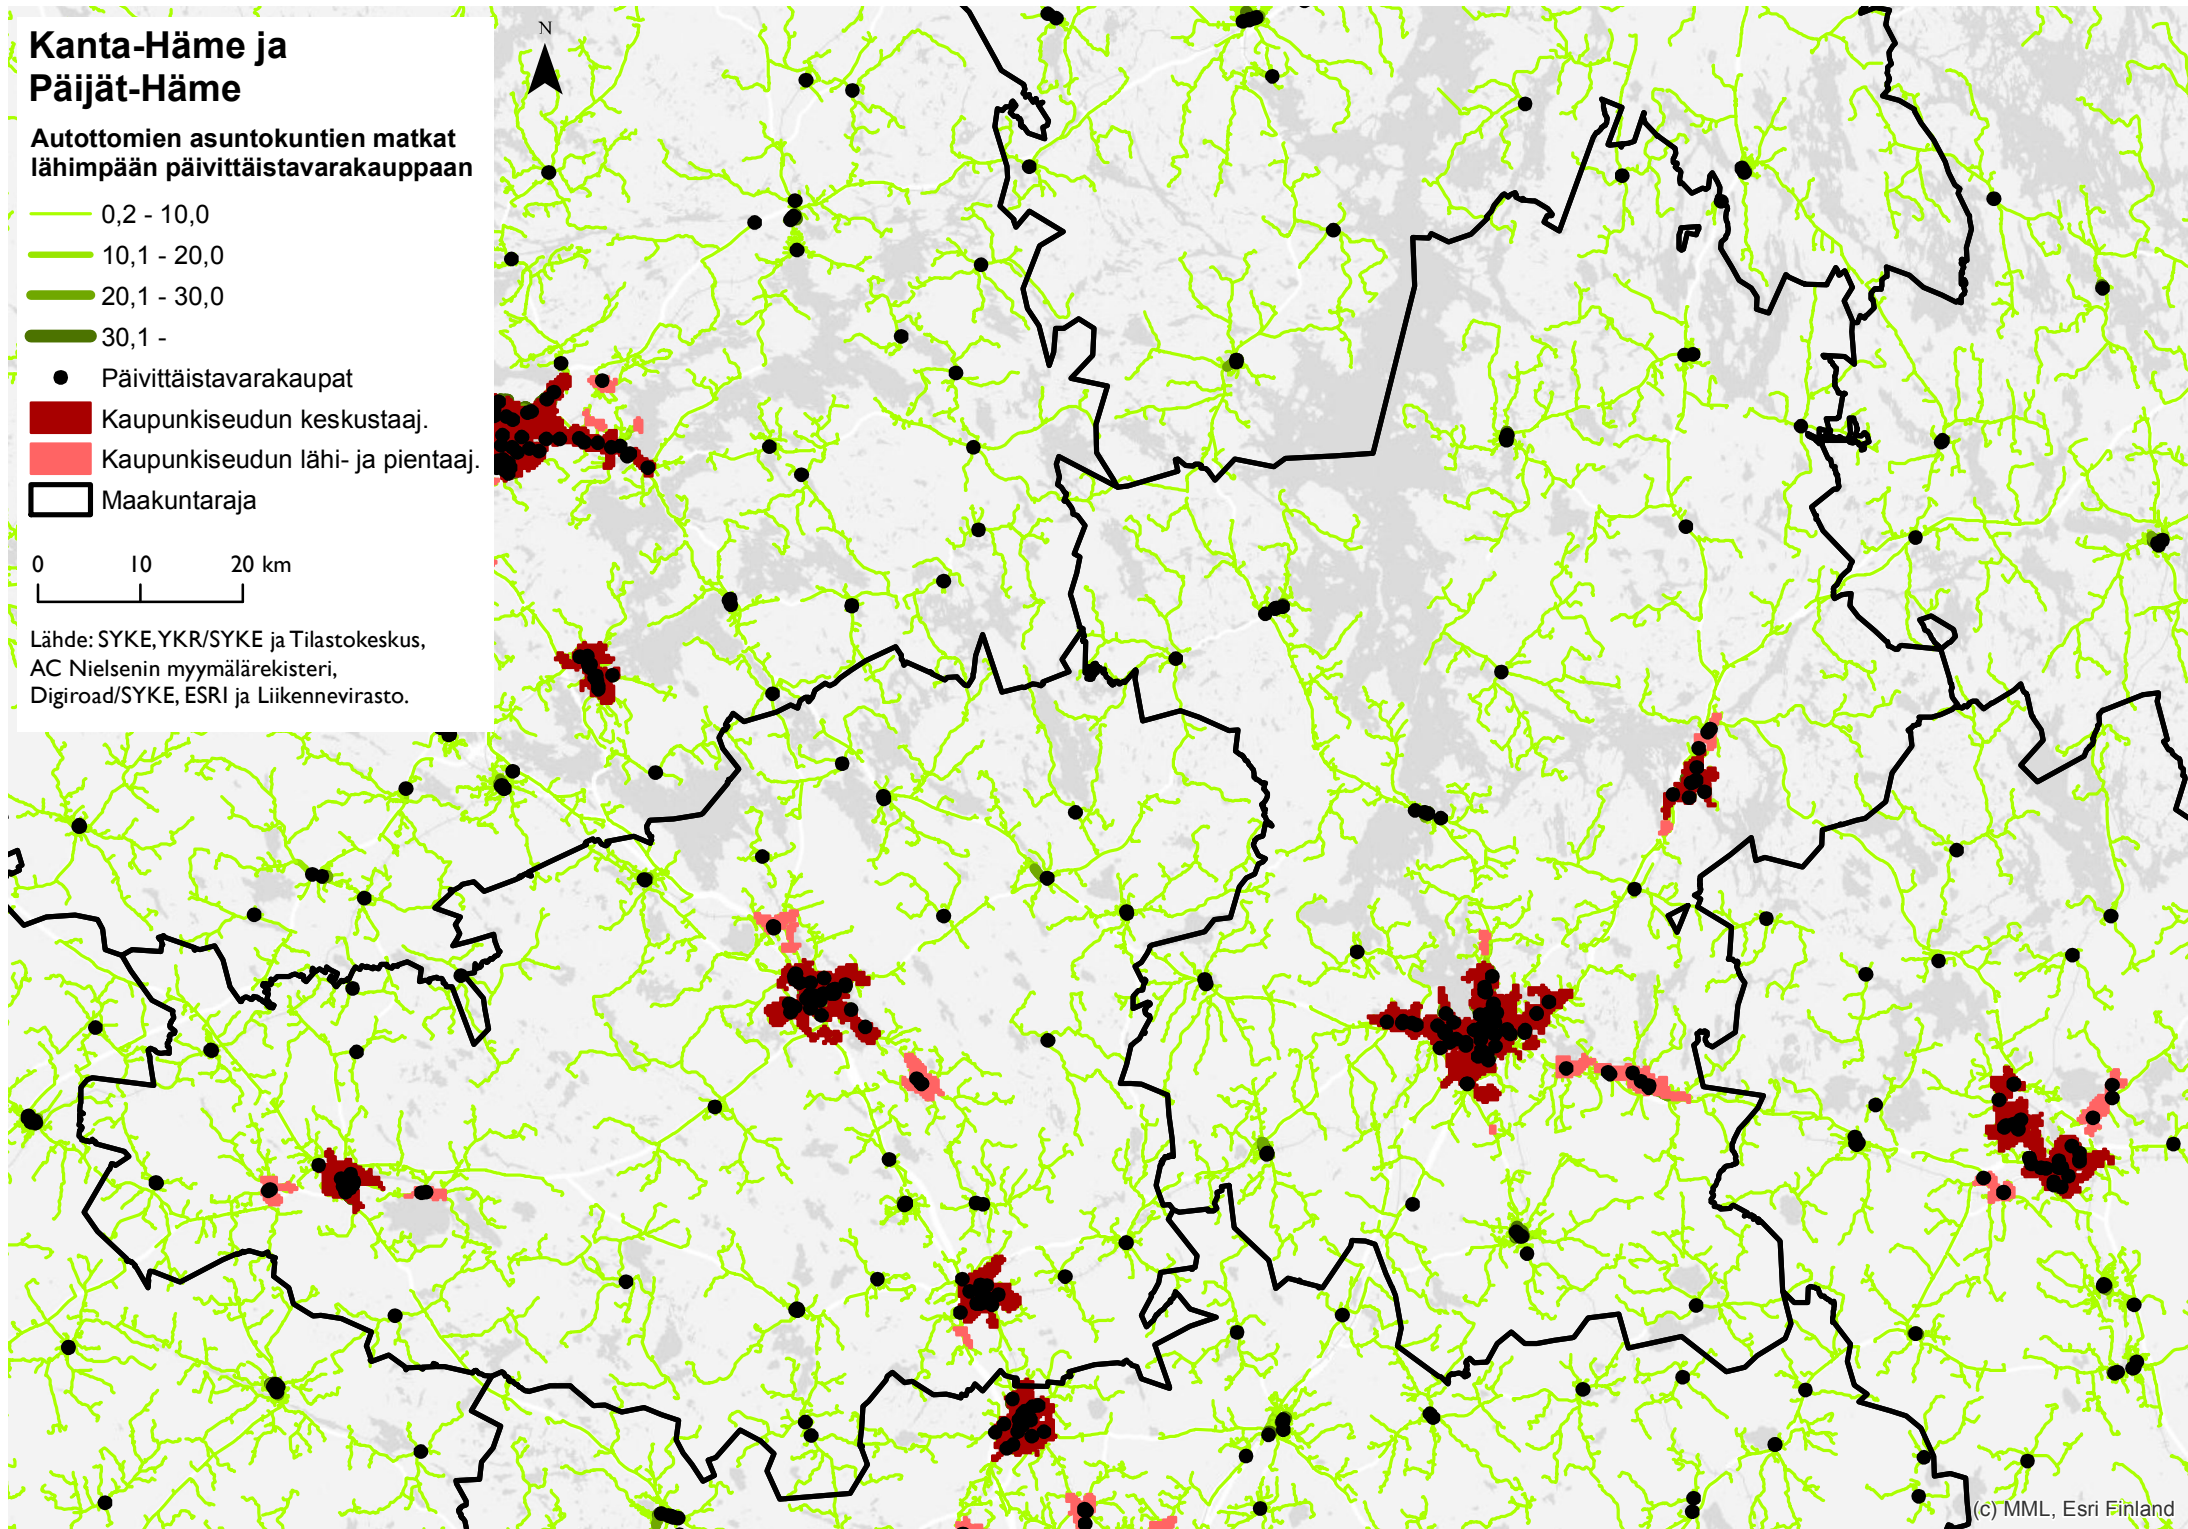 Kanta-Häme ja
Päijät-Häme
Autottomien asuntokuntien matkat
lähimpään päivittäistavarakauppaan
0,2 - 10,0
10,1 - 20,0
20,1 - 30,0
30,1 -
Päivittäistavarakaupat
Kaupunkiseudun keskustaaj.
Kaupunkiseudun lähi- ja pientaaj.
Maakuntaraja
0 10 20 km
Lähde: SYKE, YKR/SYKE ja Tilastokeskus,
AC Nielsenin myymälärekisteri,
Digiroad/SYKE, ESRI ja Liikennevirasto.
N
(c) MML, Esri Finland